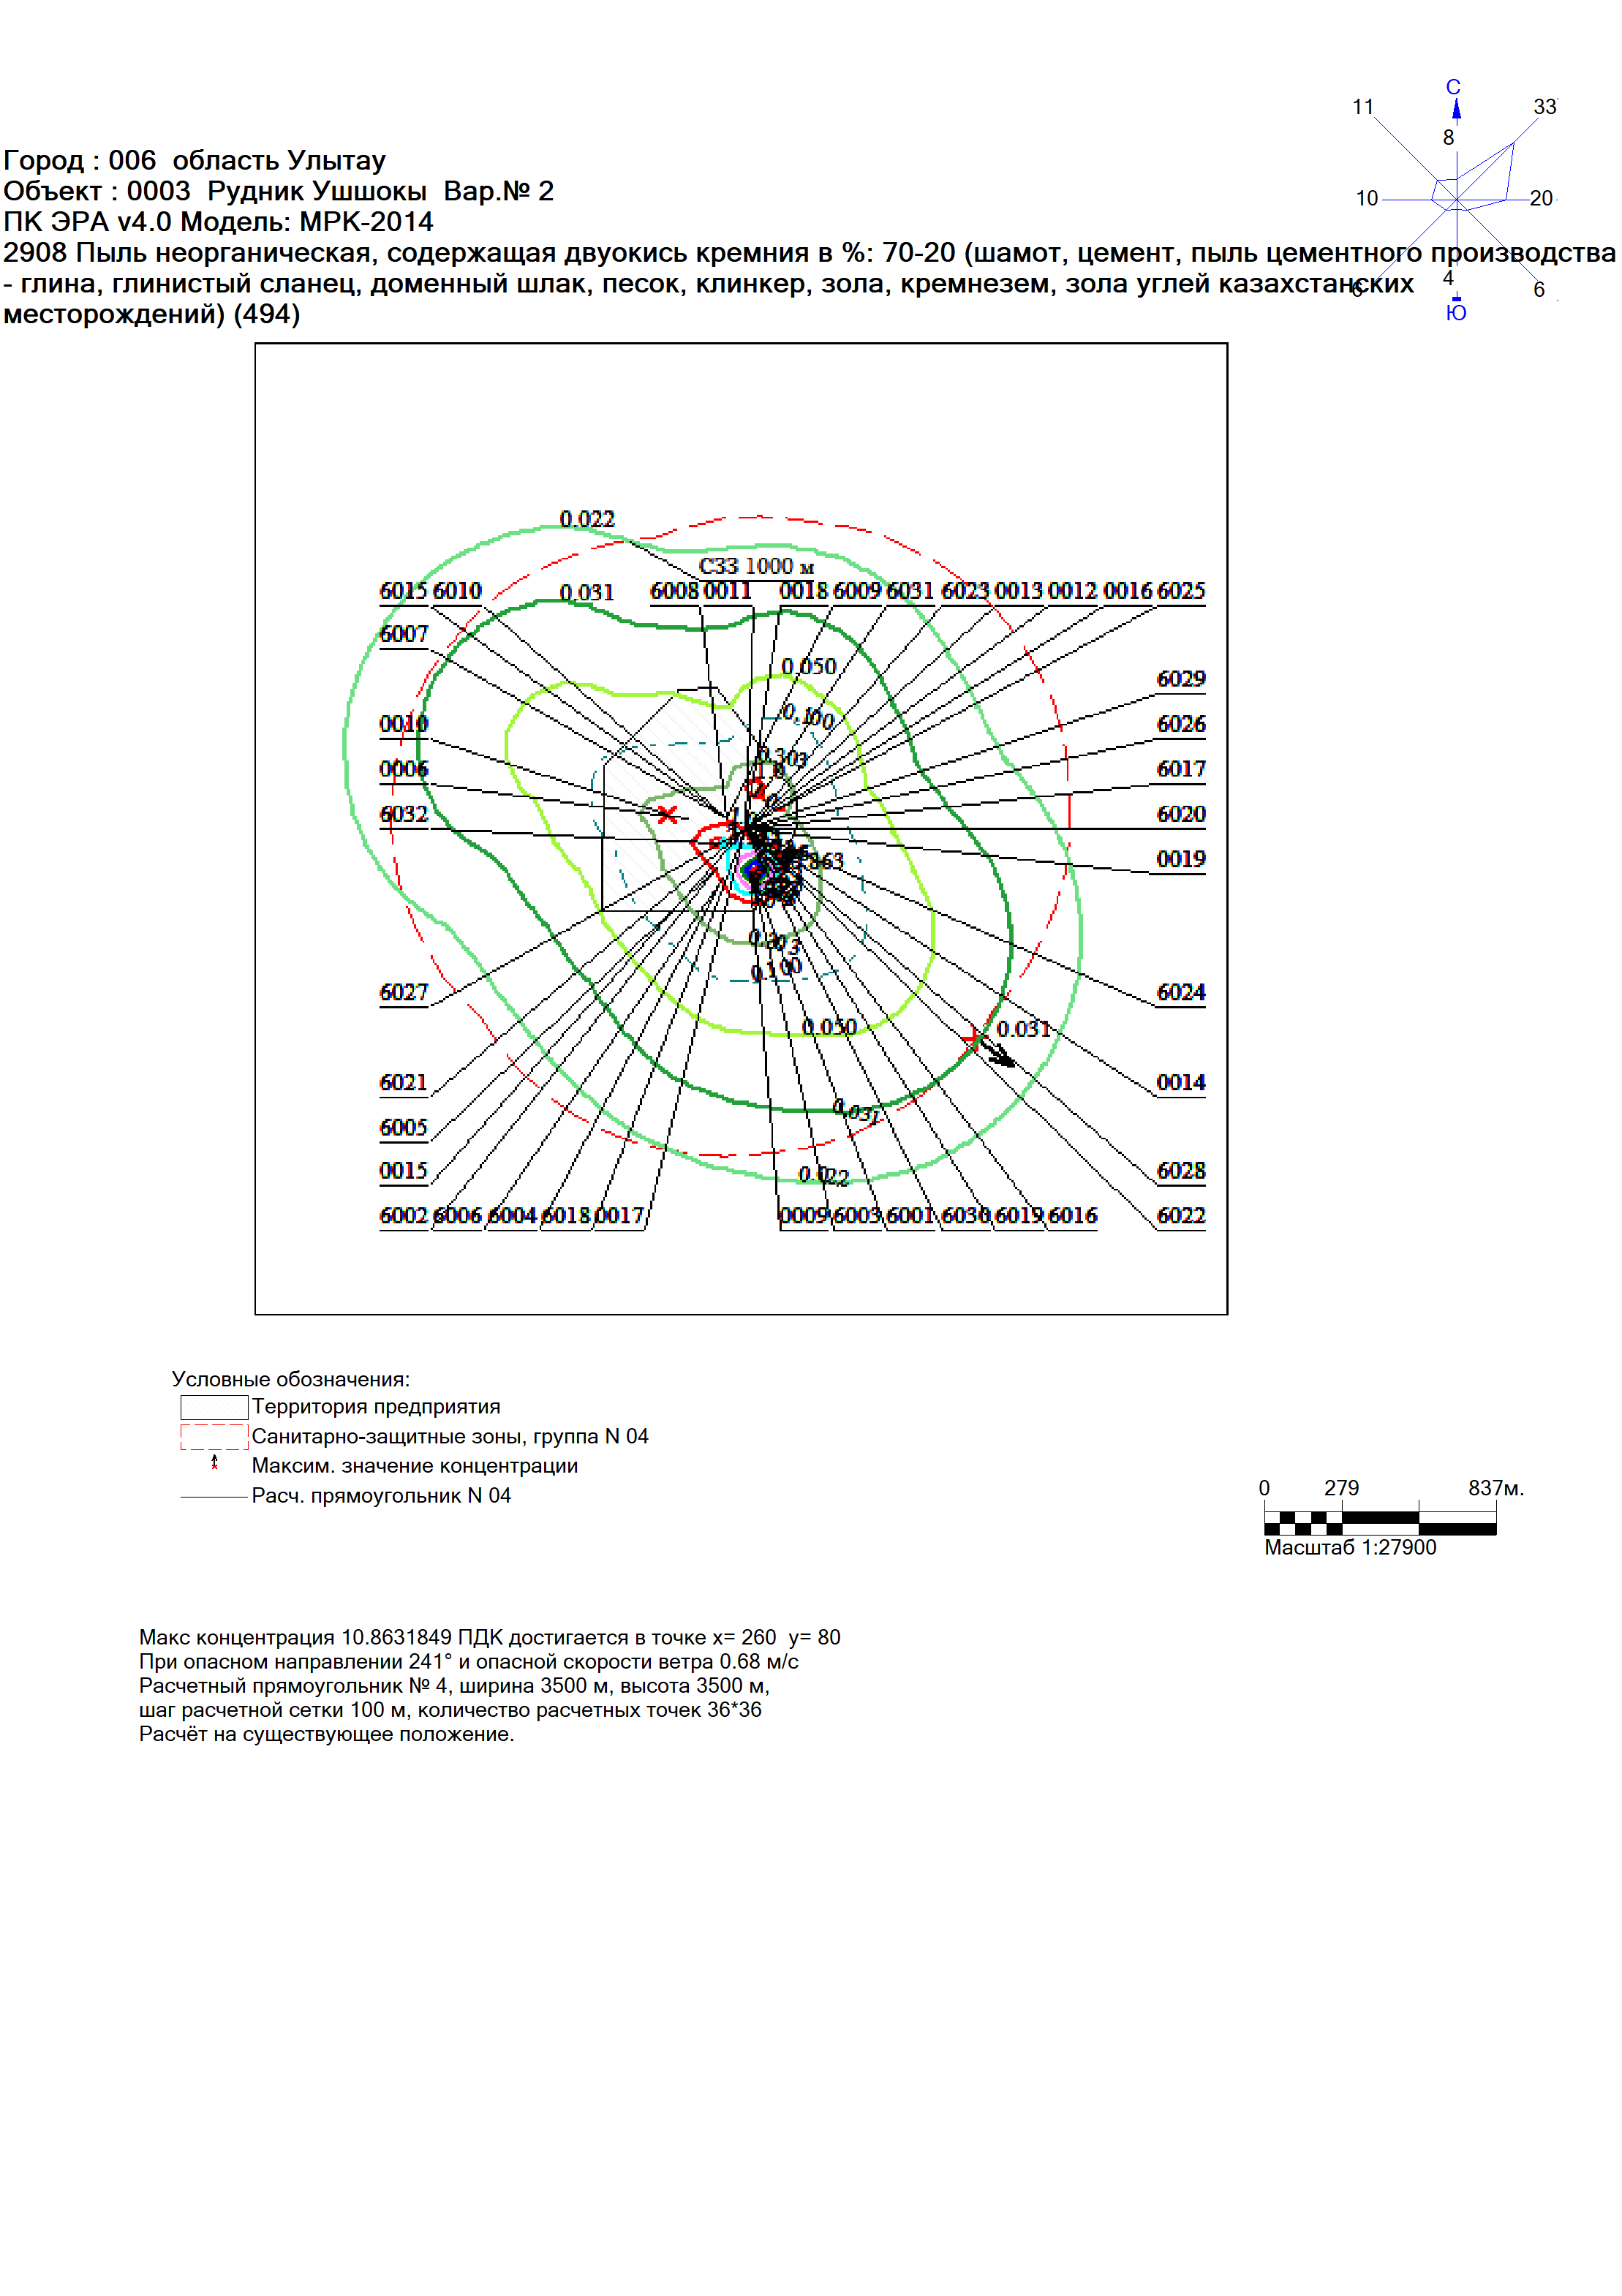 С
11
33
8
10
20
6
4
6
Ю
Город : 006 область Улытау
Объект : 0003 Рудник Ушшокы Вар.№ 2
ПК ЭРА v4.0 Модель: МРК-2014
2908 Пыль неорганическая, содержащая двуокись кремния в %: 70-20 (шамот, цемент, пыль цементного производства
- глина, глинистый сланец, доменный шлак, песок, клинкер, зола, кремнезем, зола углей казахстанских
месторождений) (494)
0.022
СЗЗ 1000 м
6015 6010 0.031 6008 0011 0018 6009 6031 6023 0013 0012 0016 6025
6007
0.050
6029
0.100
0010
6026
0006
6017
6032
6020
0019
0.100
6027
6024
0.050
0.031
6021
0014
0.031
6005
0015
0.022
6028
6002 6006 6004 6018 0017 0009 6003 6001 6030 6019 6016 6022
Условные обозначения:
Территория предприятия
Санитарно-защитные зоны, группа N 04
Максим. значение концентрации
Расч. прямоугольник N 04
0 279 837м.
Масштаб 1:27900
Макс концентрация 10.8631849 ПДК достигается в точке x= 260 y= 80
При опасном направлении 241° и опасной скорости ветра 0.68 м/с
Расчетный прямоугольник № 4, ширина 3500 м, высота 3500 м,
шаг расчетной сетки 100 м, количество расчетных точек 36*36
Расчёт на существующее положение.